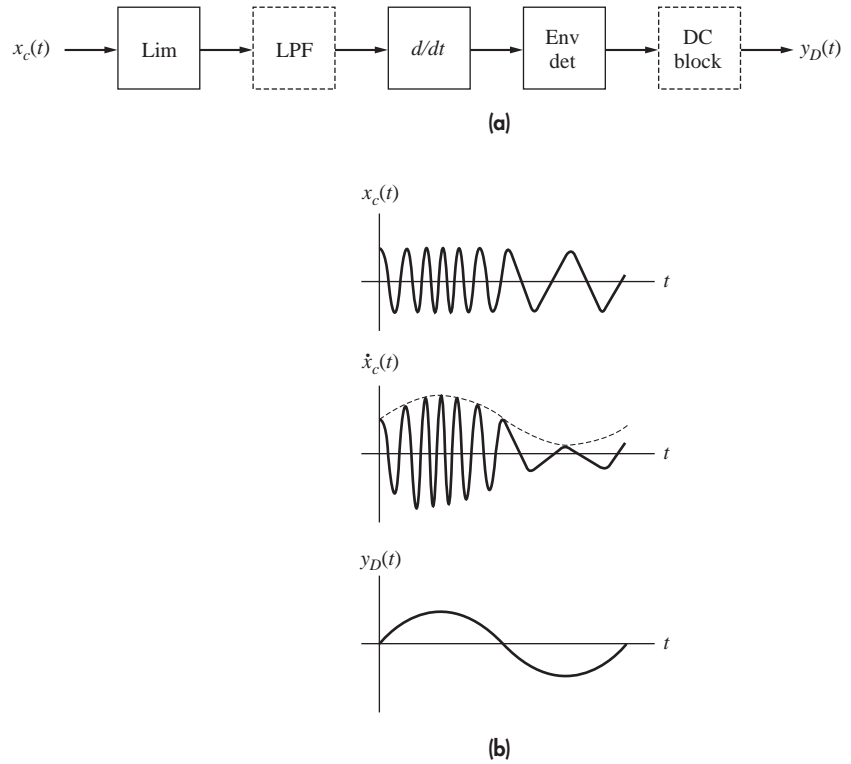 x_c(t) Lim LPF d/dt Env det DC block y_D(t)
(a)
x_c(t)
t
ẋ_c(t)
t
y_D(t)
t
(b)